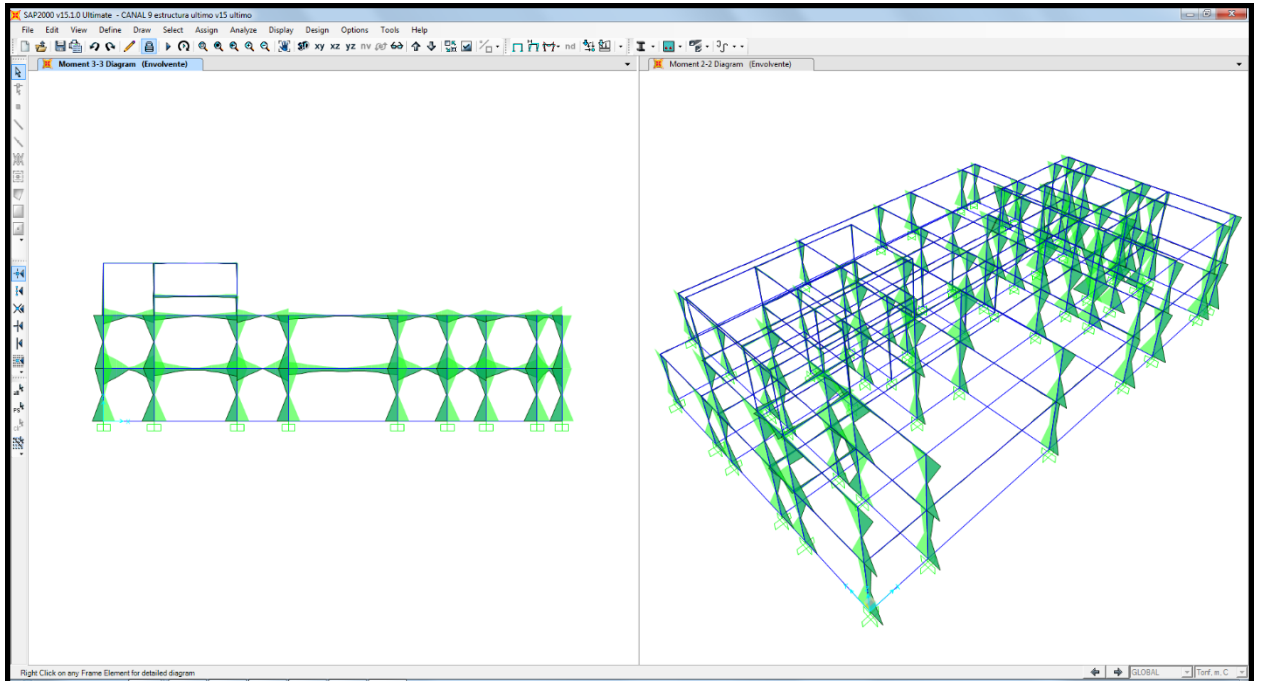 SAP2000 v15.1.0 Ultimate - CANAL 9 estructura ultimo v15 ultimo
File Edit View Define Draw Select Assign Analyze Display Design Options Tools Help
xy xz yz nv nd
Moment 3-3 Diagram (Envolvente)
Moment 2-2 Diagram (Envolvente)
Right Click on any Frame Element for detailed diagram
GLOBAL
Tonf, m, C